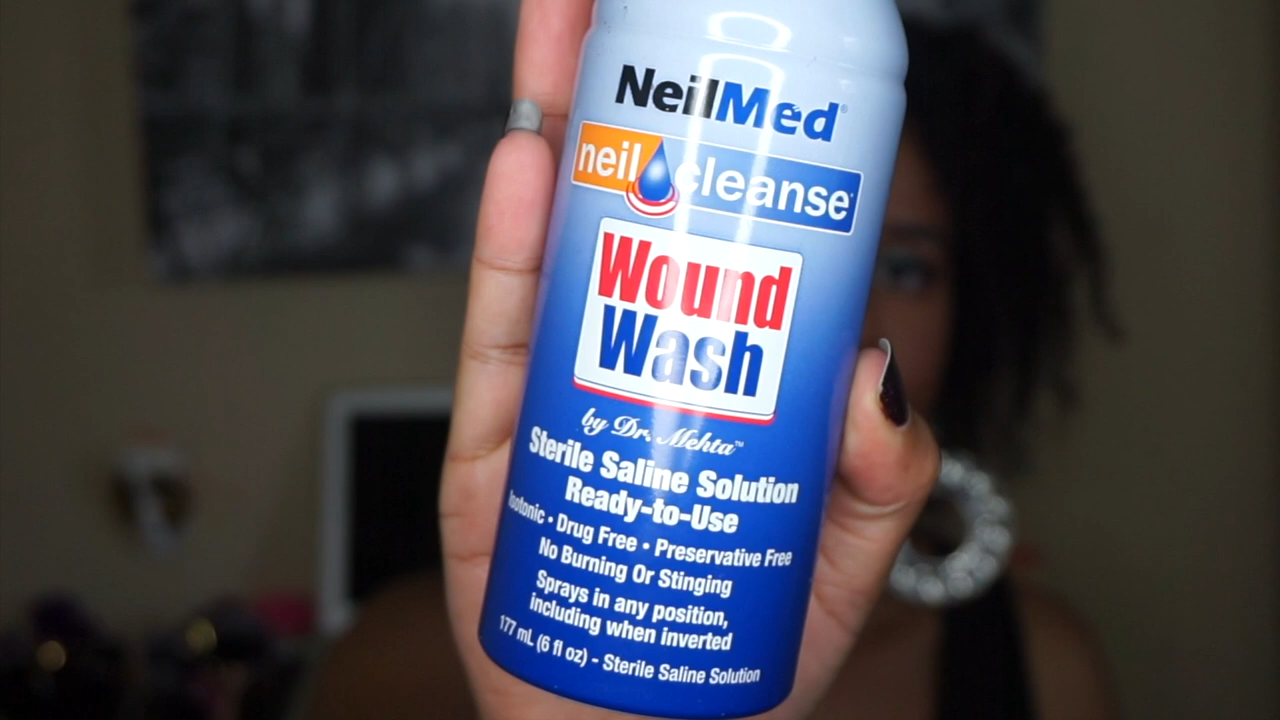 NeilMed®
neil cleanse
Wound
Wash
by Dr. Mehta™
Sterile Saline Solution
Ready-to-Use
Isotonic • Drug Free • Preservative Free
No Burning Or Stinging
Sprays in any position,
including when inverted
177 mL (6 fl oz) - Sterile Saline Solution